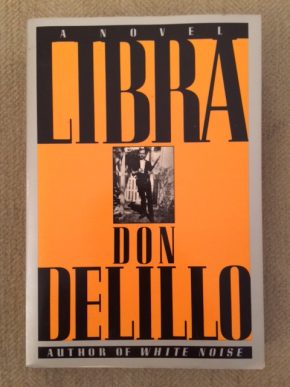 A NOVEL
LIBRA
DON
DELILLO
AUTHOR OF WHITE NOISE